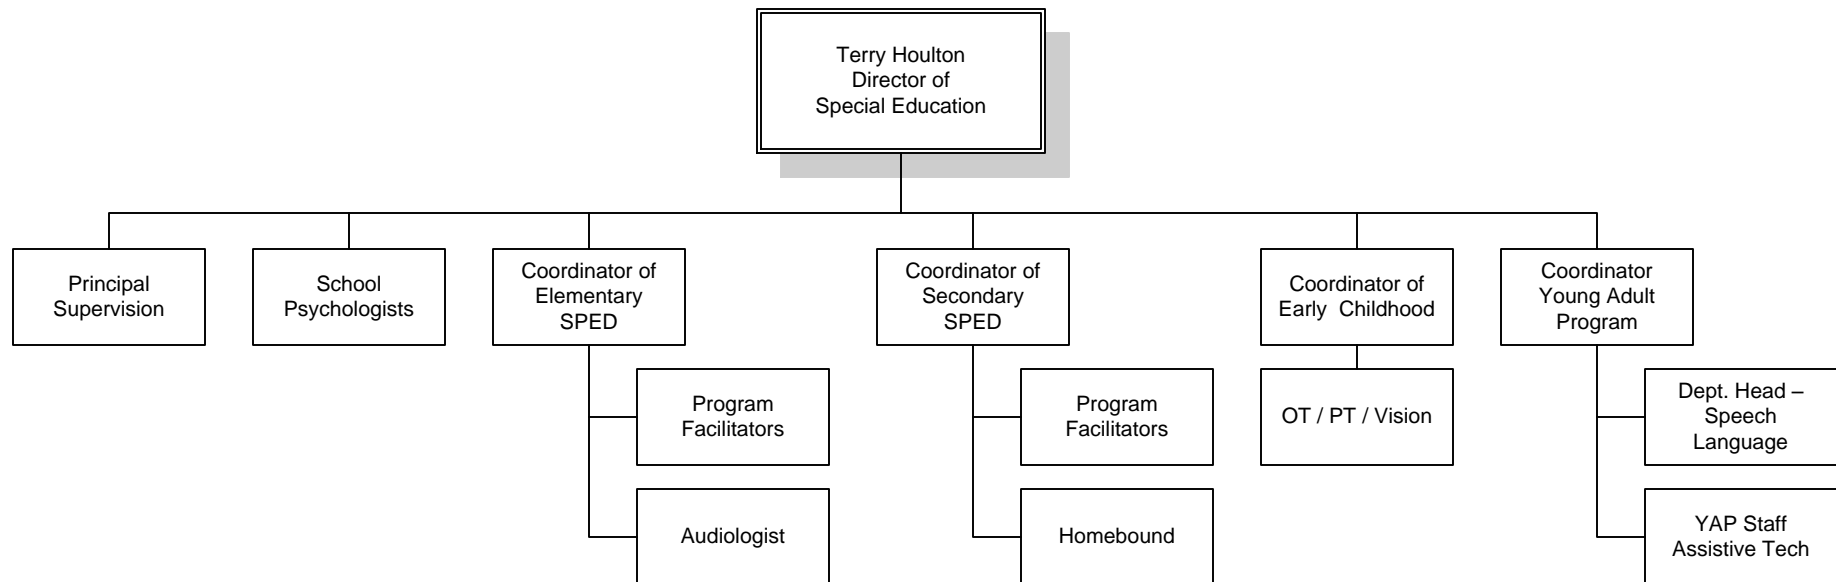 Terry Houlton
Director of
Special Education
Principal
Supervision
School
Psychologists
Coordinator of
Elementary
SPED
Coordinator of
Secondary
SPED
Coordinator of
Early Childhood
Coordinator
Young Adult
Program
Program
Facilitators
Program
Facilitators
OT / PT / Vision
Dept. Head –
Speech
Language
Audiologist
Homebound
YAP Staff
Assistive Tech